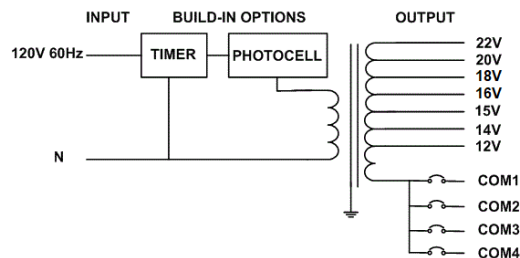 INPUT BUILD-IN OPTIONS OUTPUT
120V 60Hz TIMER PHOTOCELL
22V
20V
18V
16V
15V
14V
12V
N
COM1
COM2
COM3
COM4